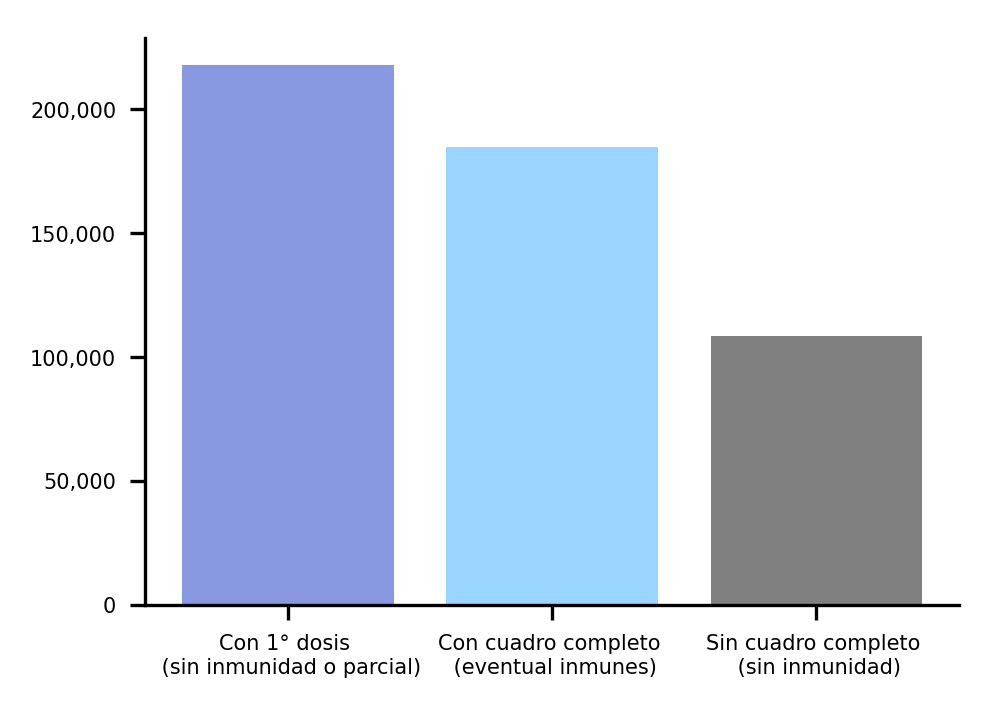 200,000
150,000
100,000
50,000
0
Con 1° dosis
(sin inmunidad o parcial)
Con cuadro completo
(eventual inmunes)
Sin cuadro completo
(sin inmunidad)